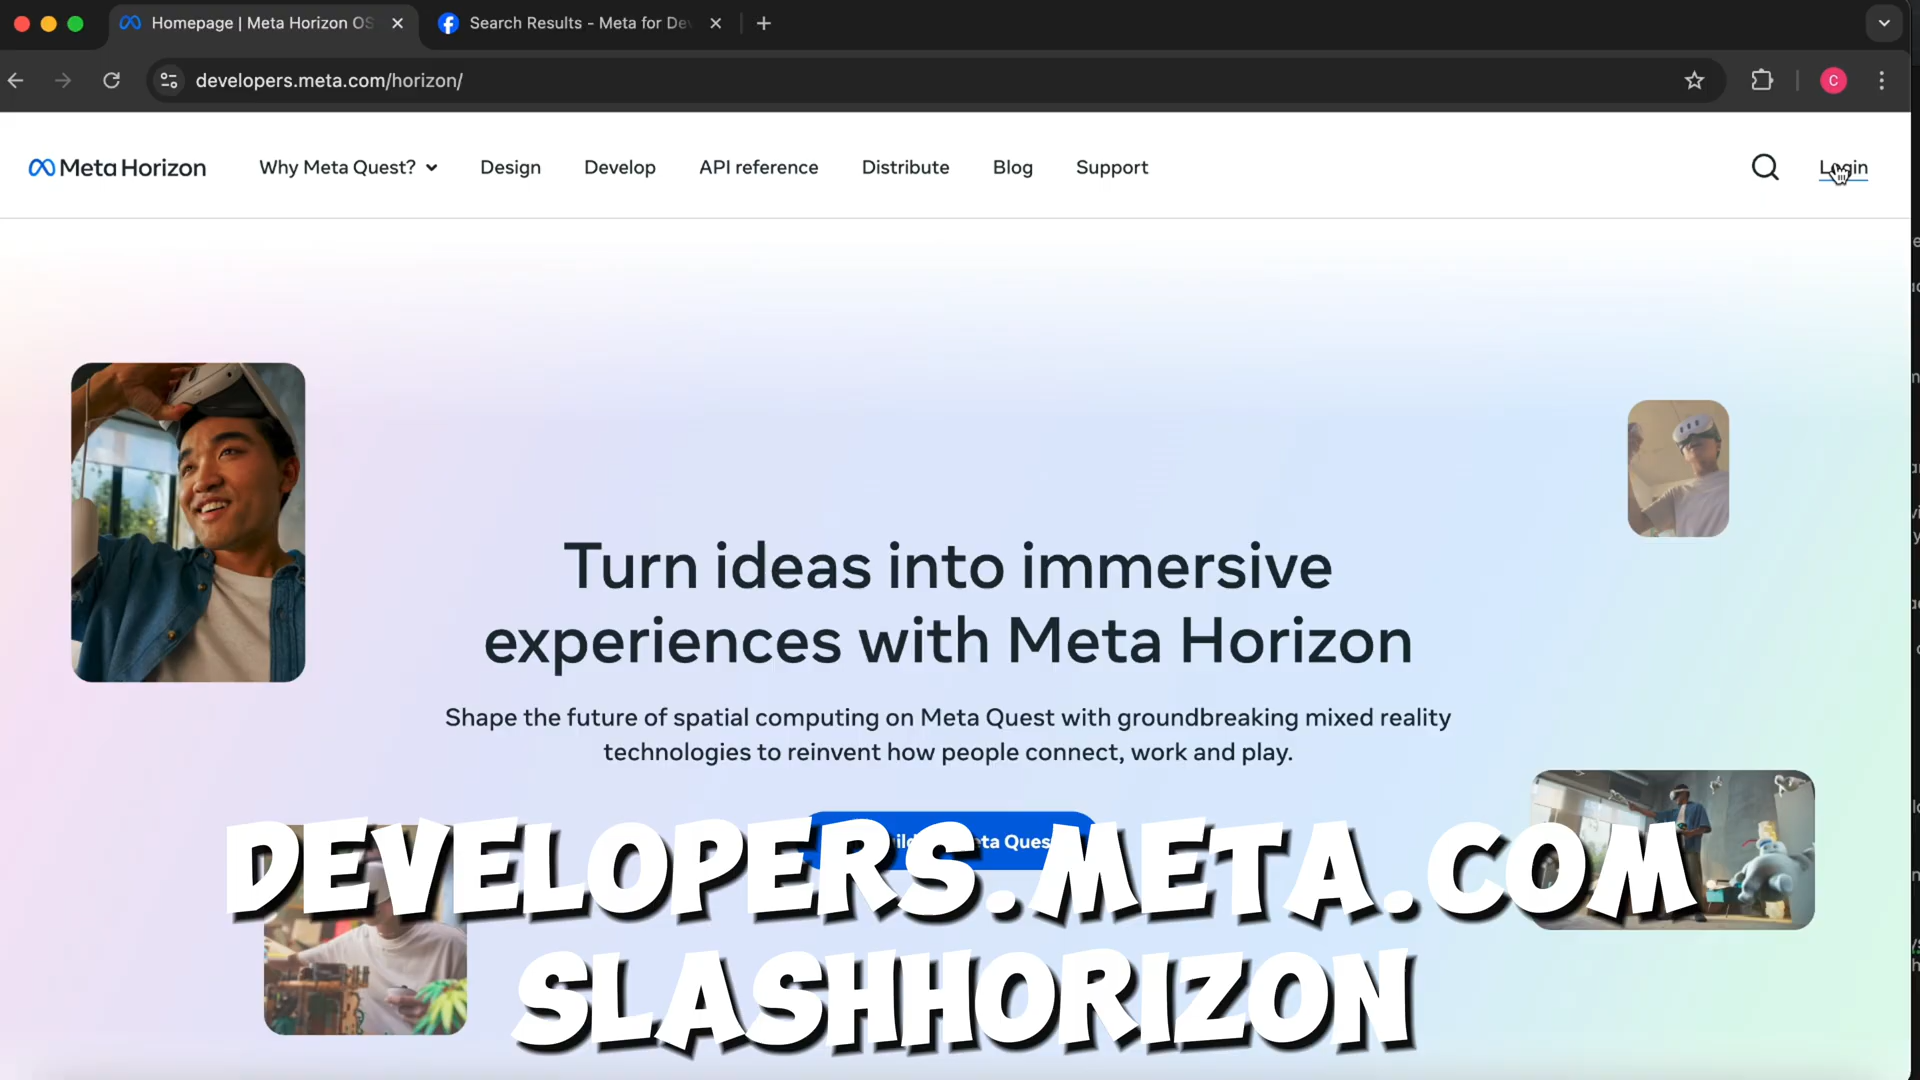 Homepage | Meta Horizon OS
Search Results - Meta for Dev
developers.meta.com/horizon/
C
Meta Horizon
Why Meta Quest?
Design
Develop
API reference
Distribute
Blog
Support
Login
Turn ideas into immersive
experiences with Meta Horizon
Shape the future of spatial computing on Meta Quest with groundbreaking mixed reality
technologies to reinvent how people connect, work and play.
DEVELOPERS.META.COM
SLASHHORIZON